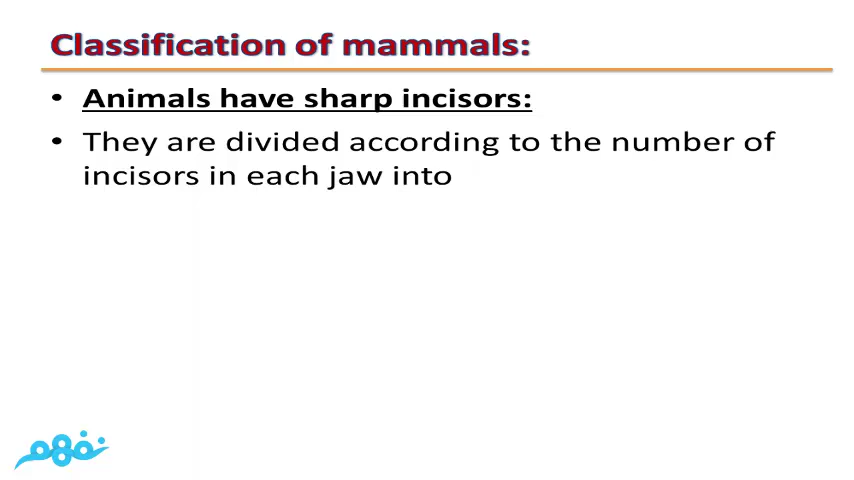 Classification of mammals:
• Animals have sharp incisors:
• They are divided according to the number of
incisors in each jaw into
نفهم